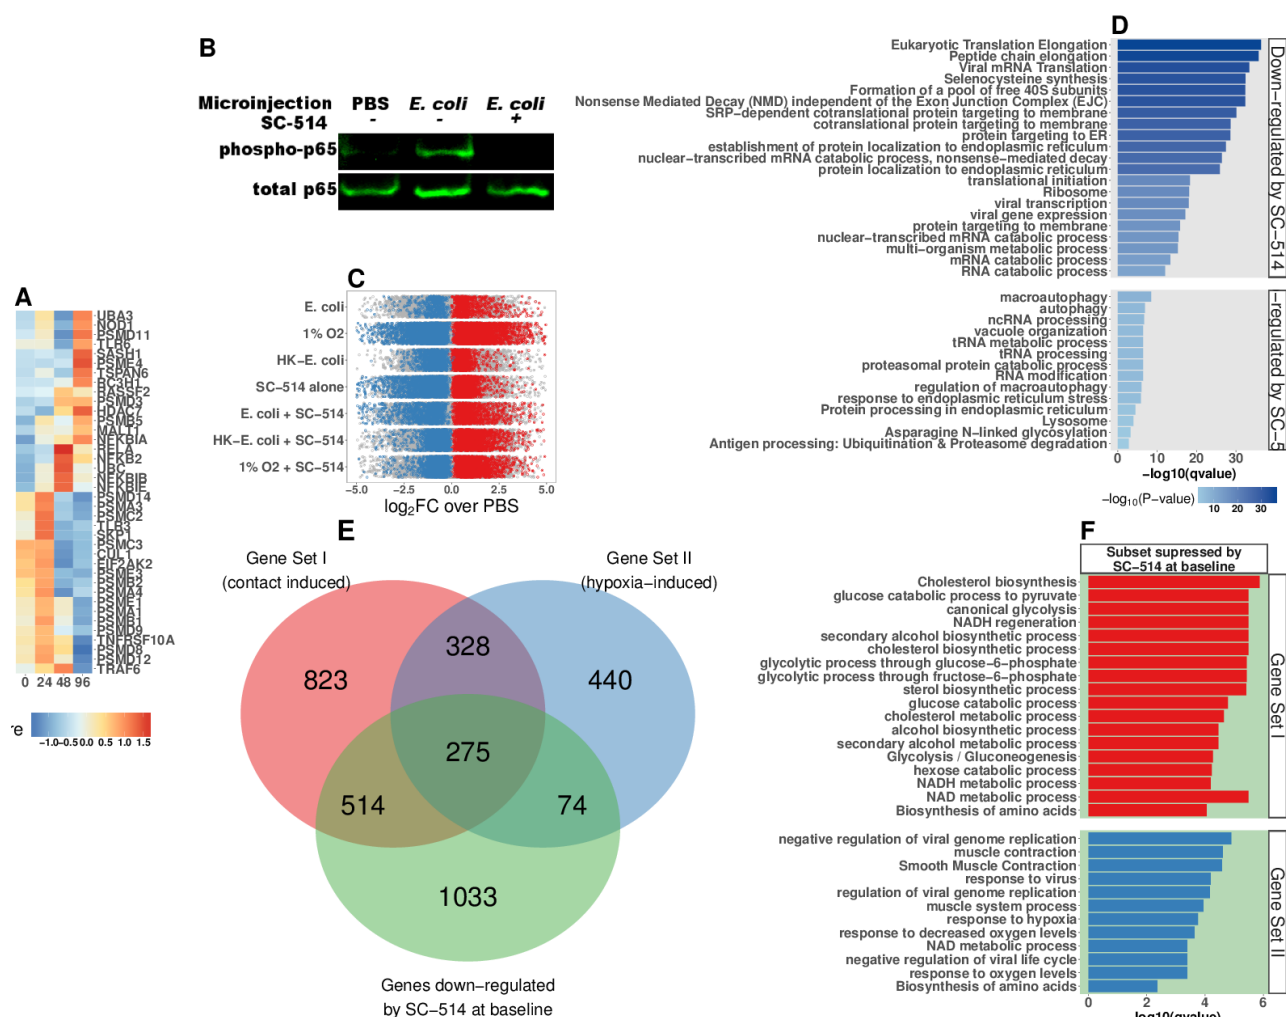 A
UBA3
NOD1
PSMD11
TLR6
SASH1
PSME4
TSPAN6
RC3H1
RASSF2
PSMD3
HDAC7
PSMB5
MALT1
NFKBIA
RELA
NFKB2
UBC
NFKBIB
NFKBIE
PSMD14
PSMA3
PSMC2
TLR3
SKP1
PSMC3
CUL1
EIF2AK2
PSME3
PSMB2
PSMA4
PSME1
PSMA1
PSMB1
PSMD9
TNFRSF10A
PSMD8
PSMD12
TRAF6
0 24 48 96
re
-1.0-0.5 0.0 0.5 1.0 1.5
B
Microinjection PBS E. coli E. coli
SC-514 - - +
phospho-p65
total p65
C
E. coli
1% O2
HK−E. coli
SC−514 alone
E. coli + SC−514
HK−E. coli + SC−514
1% O2 + SC−514
−5.0 −2.5 0.0 2.5 5.0
log2FC over PBS
D
Eukaryotic Translation Elongation
Peptide chain elongation
Viral mRNA Translation
Selenocysteine synthesis
Formation of a pool of free 40S subunits
Nonsense Mediated Decay (NMD) independent of the Exon Junction Complex (EJC)
SRP−dependent cotranslational protein targeting to membrane
cotranslational protein targeting to membrane
protein targeting to ER
establishment of protein localization to endoplasmic reticulum
nuclear−transcribed mRNA catabolic process, nonsense−mediated decay
protein localization to endoplasmic reticulum
translational initiation
Ribosome
viral transcription
viral gene expression
protein targeting to membrane
nuclear−transcribed mRNA catabolic process
multi−organism metabolic process
mRNA catabolic process
RNA catabolic process
Down−regulated by SC−514
macroautophagy
autophagy
ncRNA processing
vacuole organization
tRNA metabolic process
tRNA processing
proteasomal protein catabolic process
RNA modification
regulation of macroautophagy
response to endoplasmic reticulum stress
Protein processing in endoplasmic reticulum
Lysosome
Asparagine N−linked glycosylation
Antigen processing: Ubiquitination & Proteasome degradation
−regulated by SC−5
0 10 20 30
−log10(qvalue)
−log10(P−value)
10 20 30
E
Gene Set I
(contact induced)
Gene Set II
(hypoxia−induced)
823
328
440
275
514
74
1033
Genes down−regulated
by SC−514 at baseline
F
Subset supressed by
SC−514 at baseline
Cholesterol biosynthesis
glucose catabolic process to pyruvate
canonical glycolysis
NADH regeneration
secondary alcohol biosynthetic process
cholesterol biosynthetic process
glycolytic process through glucose−6−phosphate
glycolytic process through fructose−6−phosphate
sterol biosynthetic process
glucose catabolic process
cholesterol metabolic process
alcohol biosynthetic process
secondary alcohol metabolic process
Glycolysis / Gluconeogenesis
hexose catabolic process
NADH metabolic process
NAD metabolic process
Biosynthesis of amino acids
Gene Set I
negative regulation of viral genome replication
muscle contraction
Smooth Muscle Contraction
response to virus
regulation of viral genome replication
muscle system process
response to hypoxia
response to decreased oxygen levels
NAD metabolic process
negative regulation of viral life cycle
response to oxygen levels
Biosynthesis of amino acids
Gene Set II
0 2 4 6
−log10(qvalue)